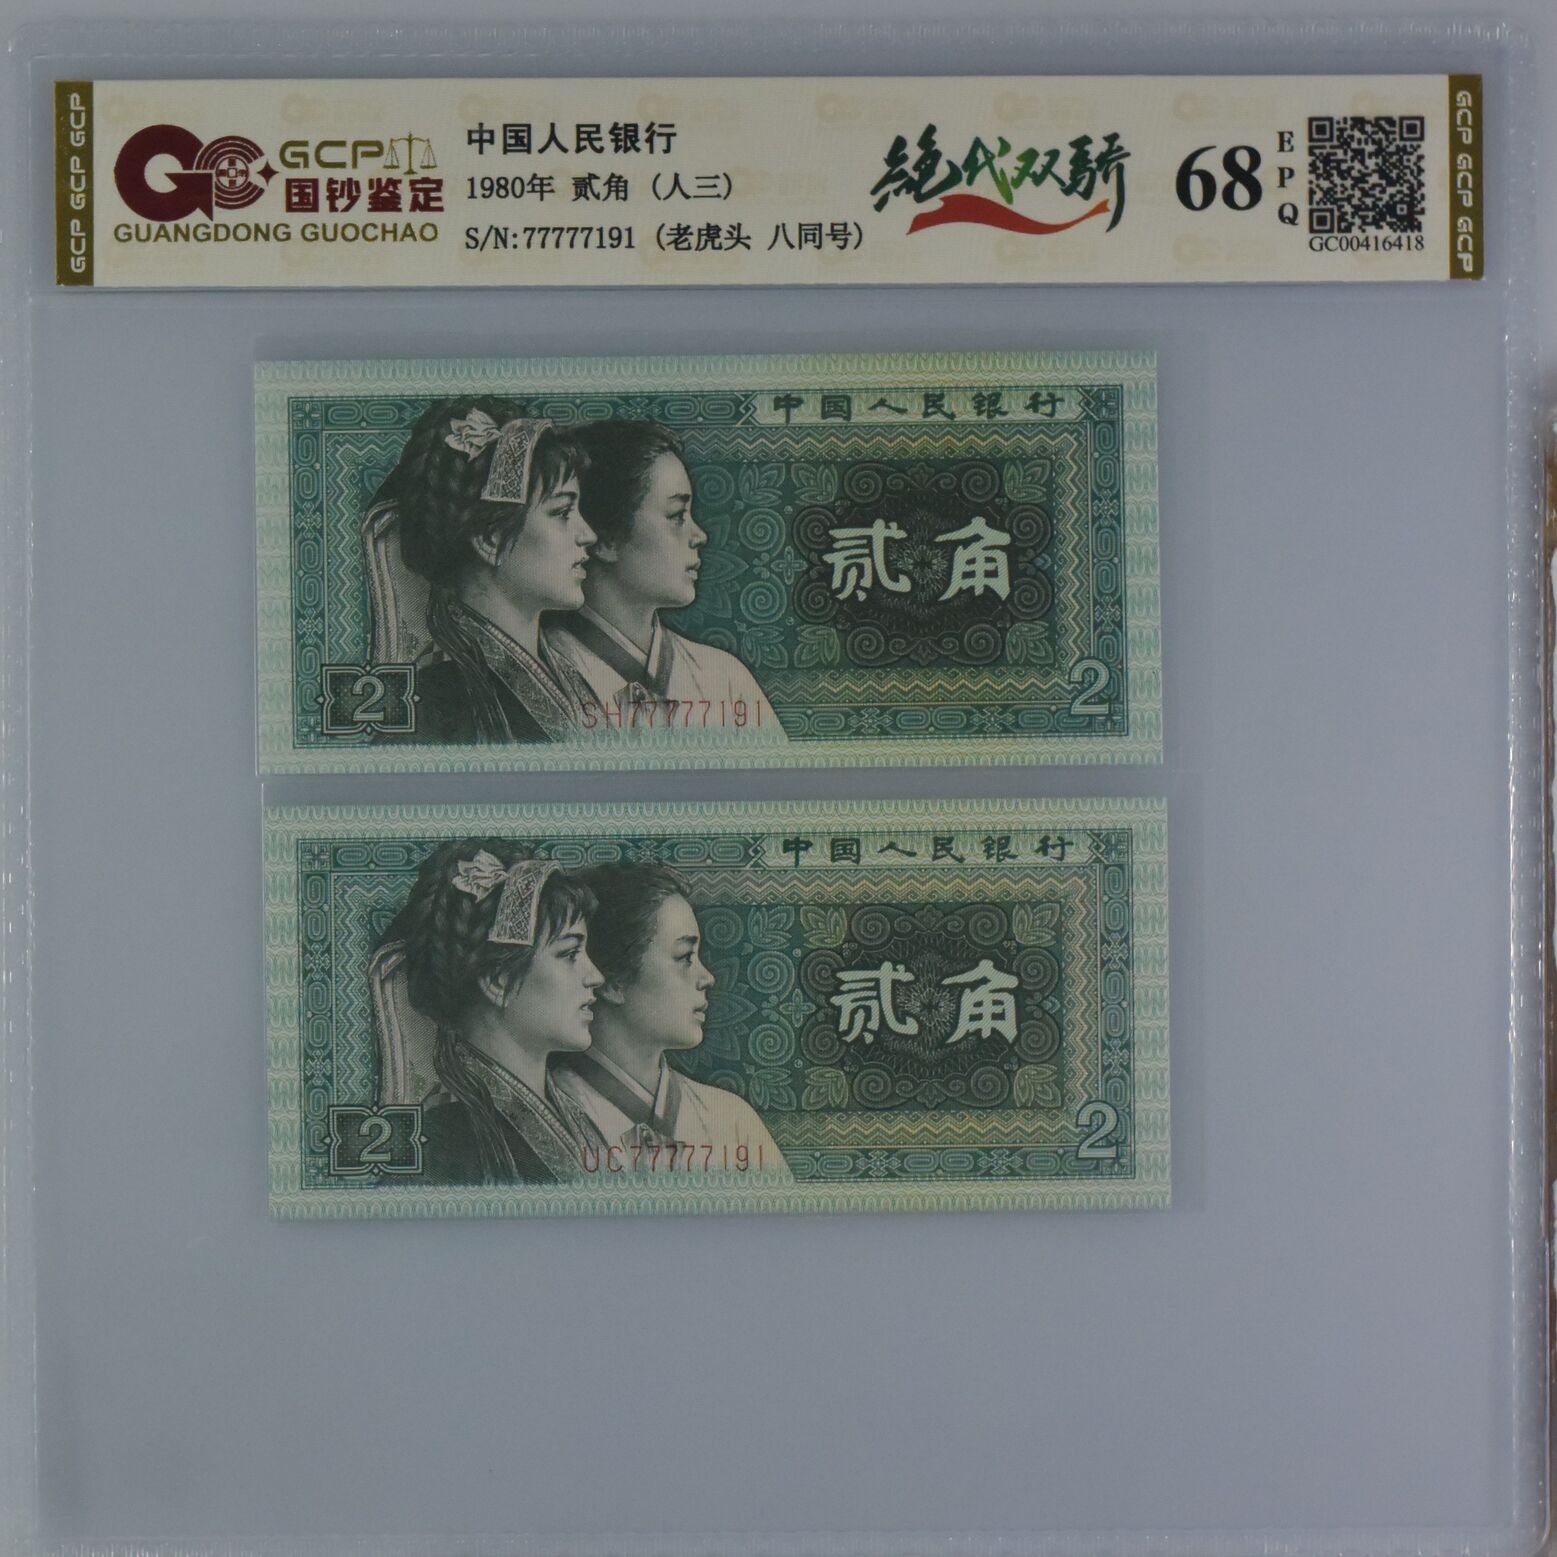 GCP GCP GCP
GCP
国钞鉴定
GUANGDONG GUOCHAO
中国人民银行
1980年 贰角 (人三)
S/N:77777191 (老虎头 八同号)
絕代双驕
68
EPQ
GC00416418
GCP GCP GCP
中国人民银行
贰角
2
2
SH77777191
中国人民银行
贰角
2
2
UC77777191